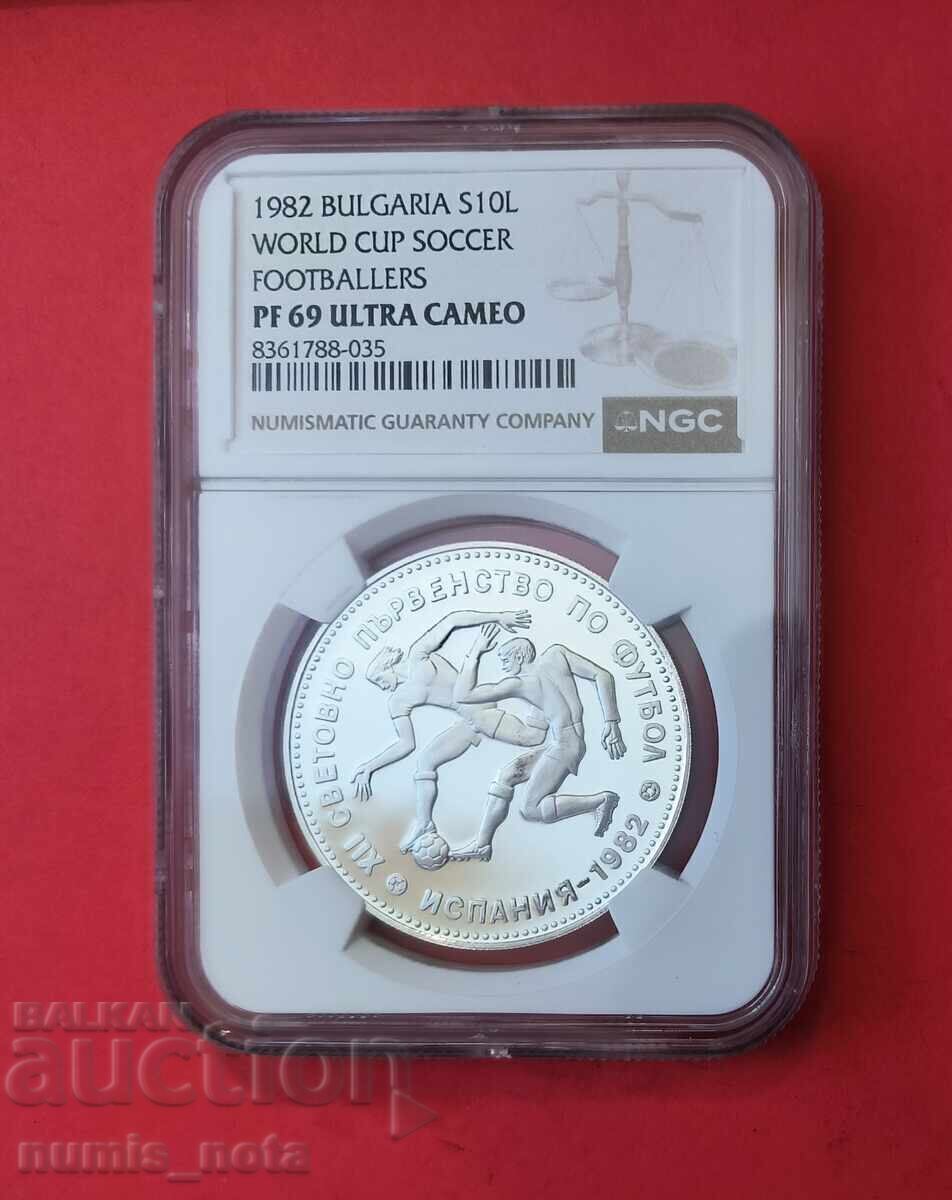 1982 BULGARIA S10L
WORLD CUP SOCCER
FOOTBALLERS
PF 69 ULTRA CAMEO
8361788-035
NUMISMATIC GUARANTY COMPANY
NGC
XII СВЕТОВНО ПЪРВЕНСТВО ПО ФУТБОЛ
ИСПАНИЯ-1982
BALKAN
auction
numis_nota